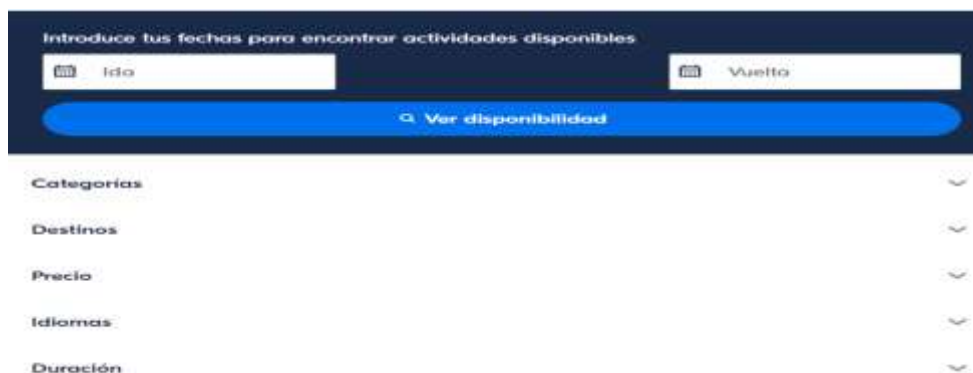 Introduce tus fechas para encontrar actividades disponibles
Ida
Vuelta
Ver disponibilidad
Categorías
Destinos
Precio
Idiomas
Duración